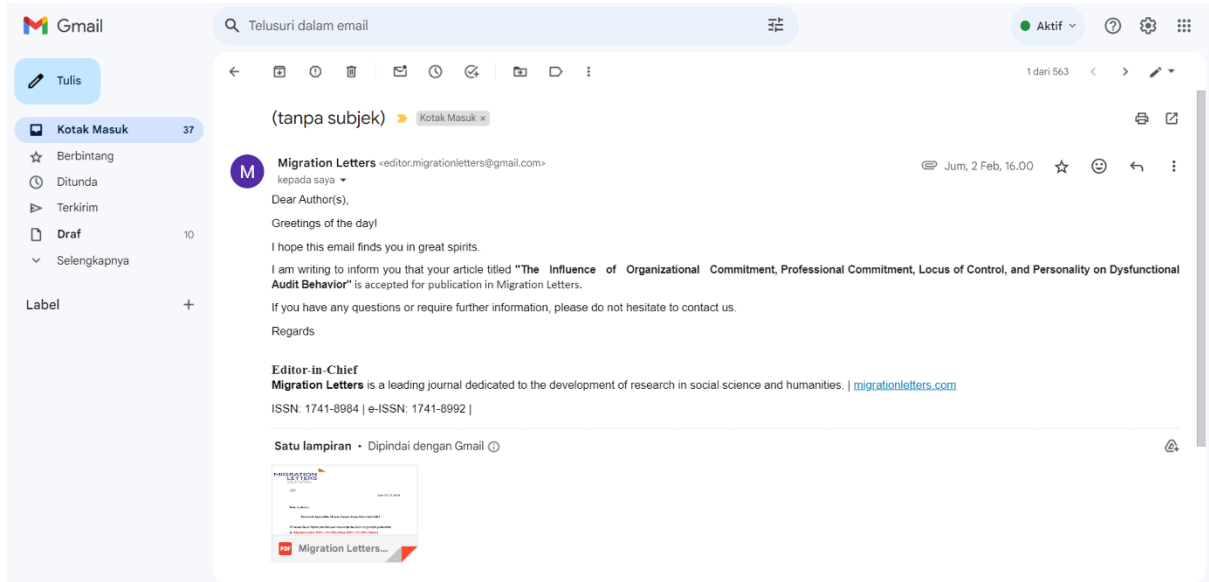 Gmail
Telusuri dalam email
Aktif
Tulis
1 dari 563
(tanpa subjek)
Kotak Masuk ×
Kotak Masuk 37
Berbintang
Ditunda
Terkirim
Draf 10
Selengkapnya
Label
M
Migration Letters <editor.migrationletters@gmail.com>
Jum, 2 Feb, 16.00
kepada saya
Dear Author(s),
Greetings of the day!
I hope this email finds you in great spirits.
I am writing to inform you that your article titled "The Influence of Organizational Commitment, Professional Commitment, Locus of Control, and Personality on Dysfunctional
Audit Behavior" is accepted for publication in Migration Letters.
If you have any questions or require further information, please do not hesitate to contact us.
Regards
Editor-in-Chief
Migration Letters is a leading journal dedicated to the development of research in social science and humanities. | migrationletters.com
ISSN: 1741-8984 | e-ISSN: 1741-8992 |
Satu lampiran • Dipindai dengan Gmail
MIGRATION
LETTERS
PDF Migration Letters...